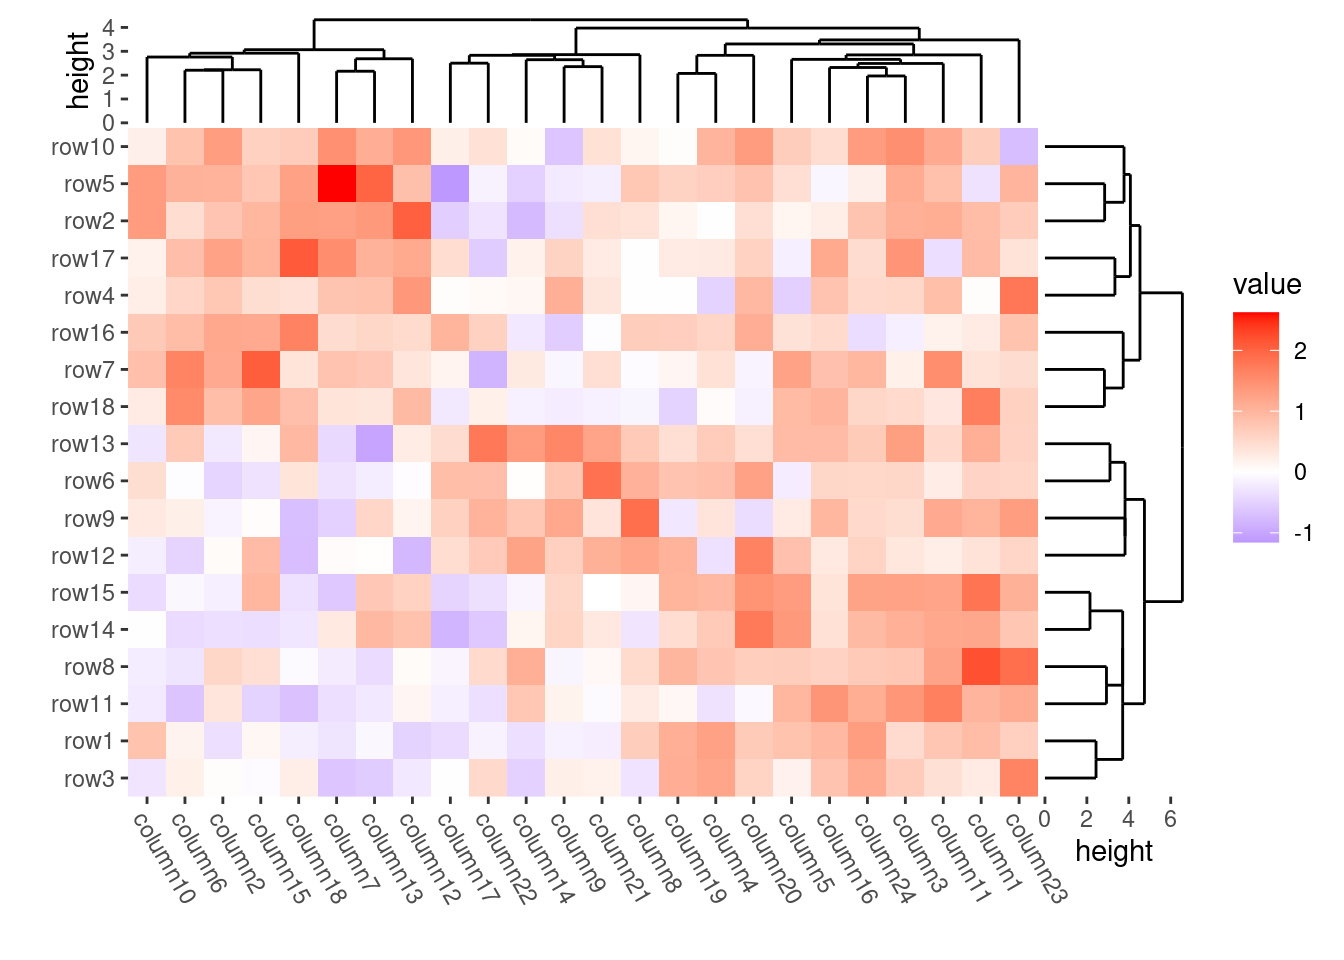 height
4
3
2
1
0
row10
row5
row2
row17
row4
row16
row7
row18
row13
row6
row9
row12
row15
row14
row8
row11
row1
row3
column10
column6
column2
column15
column18
column7
column13
column12
column17
column22
column14
column9
column21
column8
column19
column4
column20
column5
column16
column24
column3
column11
column1
column23
0 2 4 6
height
value
2
1
0
-1